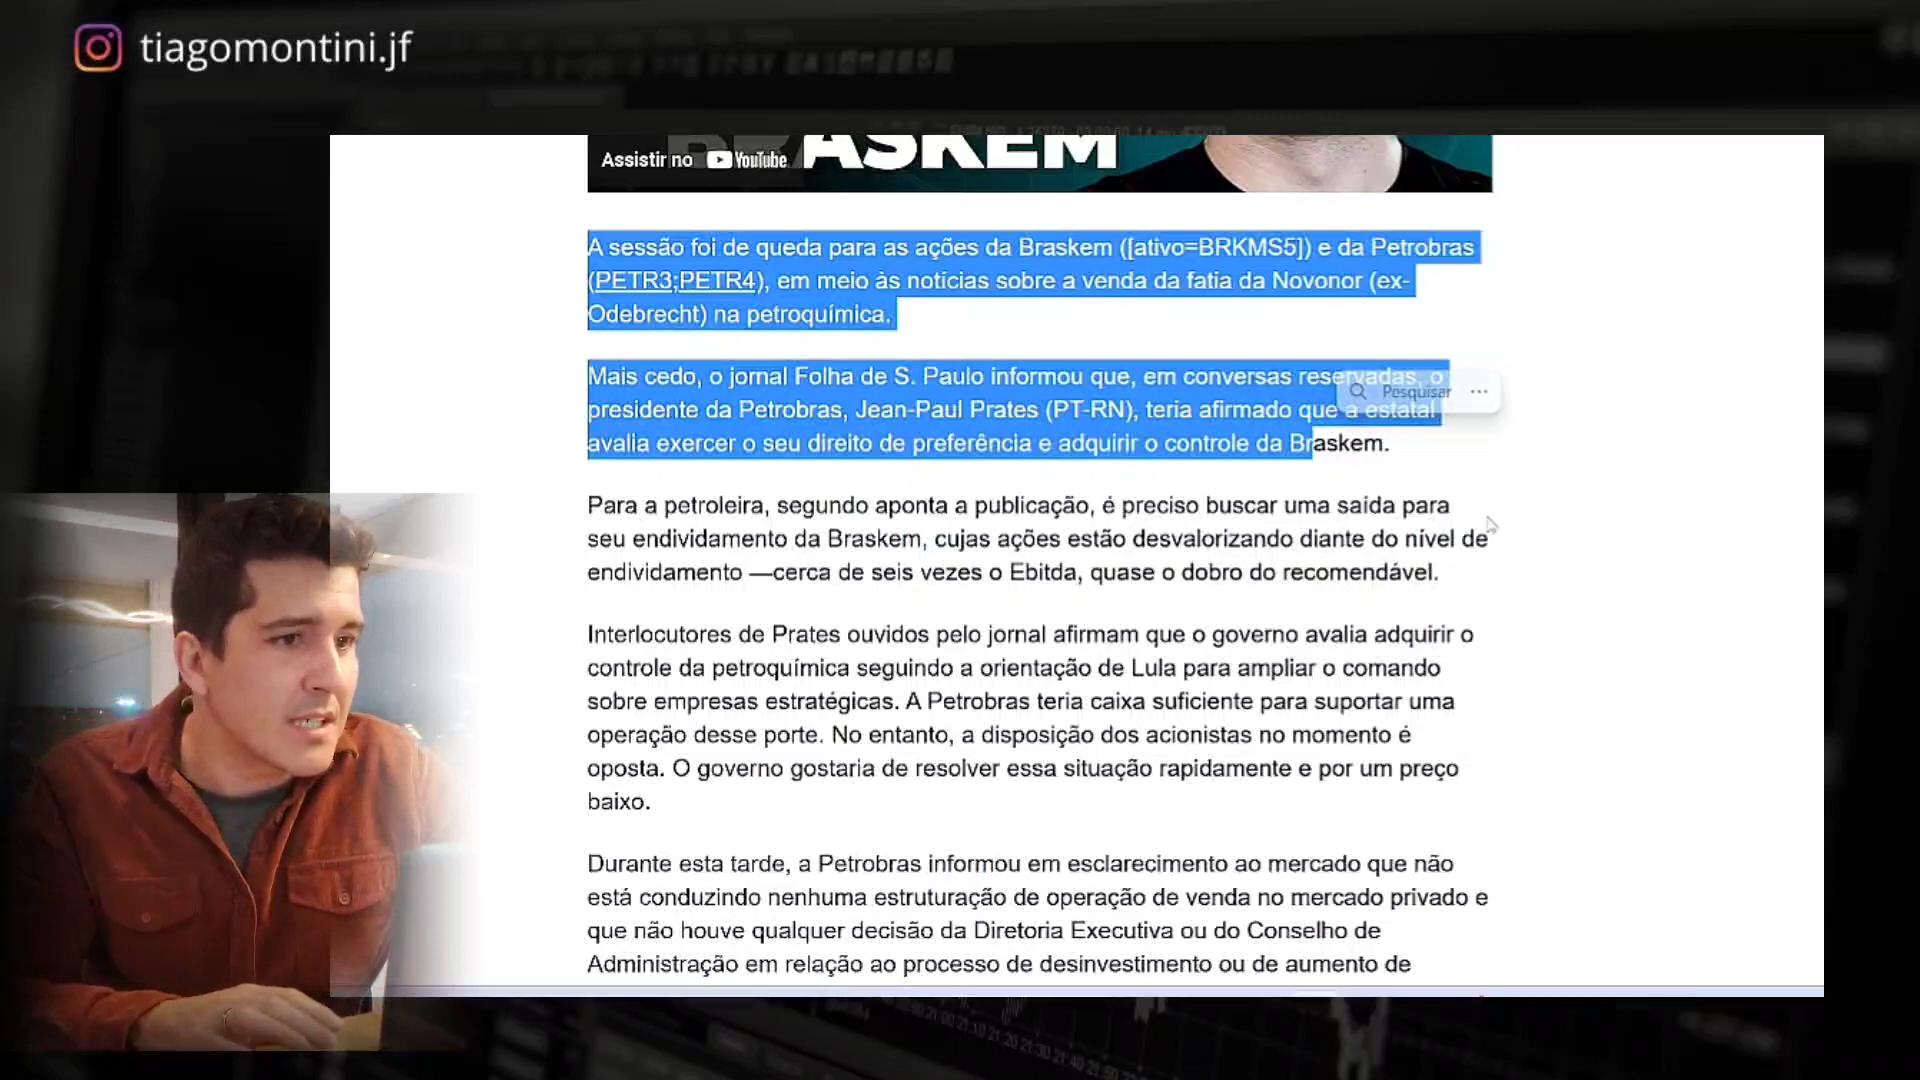 tiagomontini.jf
Assistir no YouTube BRASKEM
A sessão foi de queda para as ações da Braskem ([ativo=BRKMS5]) e da Petrobras
(PETR3;PETR4), em meio às notícias sobre a venda da fatia da Novonor (ex-
Odebrecht) na petroquímica.
Mais cedo, o jornal Folha de S. Paulo informou que, em conversas reservadas, o
Pesquisar ...
presidente da Petrobras, Jean-Paul Prates (PT-RN), teria afirmado que a estatal
avalia exercer o seu direito de preferência e adquirir o controle da Braskem.
Para a petroleira, segundo aponta a publicação, é preciso buscar uma saída para
seu endividamento da Braskem, cujas ações estão desvalorizando diante do nível de
endividamento —cerca de seis vezes o Ebitda, quase o dobro do recomendável.
Interlocutores de Prates ouvidos pelo jornal afirmam que o governo avalia adquirir o
controle da petroquímica seguindo a orientação de Lula para ampliar o comando
sobre empresas estratégicas. A Petrobras teria caixa suficiente para suportar uma
operação desse porte. No entanto, a disposição dos acionistas no momento é
oposta. O governo gostaria de resolver essa situação rapidamente e por um preço
baixo.
Durante esta tarde, a Petrobras informou em esclarecimento ao mercado que não
está conduzindo nenhuma estruturação de operação de venda no mercado privado e
que não houve qualquer decisão da Diretoria Executiva ou do Conselho de
Administração em relação ao processo de desinvestimento ou de aumento de